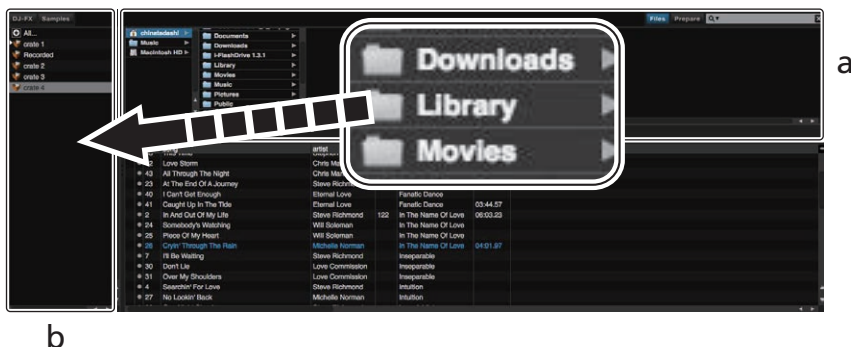 DJ-FX Samples
Files Prepare
All...
crate 1
Recorded
crate 2
crate 3
crate 4
Music
Macintosh HD
Documents
Downloads
i-FlashDrive 1.3.1
Library
Movies
Music
Pictures
Public
Downloads
Library
Movies
a
artist
Love Storm Chris
43 All Through The Night Chris
23 At The End Of A Journey Steve
40 I Can't Get Enough Eternal Love Fanatic Dance
41 Caught Up In The Tide Eternal Love Fanatic Dance 03:44.57
2 In And Out Of My Life Steve Richmond 122 In The Name Of Love 06:03.23
24 Somebody's Watching Will Soleman In The Name Of Love
25 Piece Of My Heart Will Soleman In The Name Of Love
26 Cryin' Through The Rain Michelle Norman In The Name Of Love 04:01.97
7 I'll Be Waiting Steve Richmond Inseparable
30 Don't Lie Love Commission Inseparable
31 Over My Shoulders Love Commission Inseparable
4 Searchin' For Love Steve Richmond Intuition
27 No Lookin' Back Michelle Norman Intuition
b